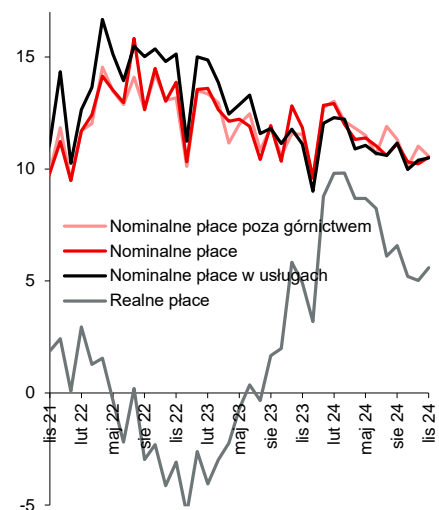 15
10
Nominalne płace poza górnictwem
Nominalne płace
Nominalne płace w usługach
Realne płace
5
0
lis 21
lut 22
maj 22
sie 22
lis 22
lut 23
maj 23
sie 23
lis 23
lut 24
maj 24
sie 24
lis 24
-5